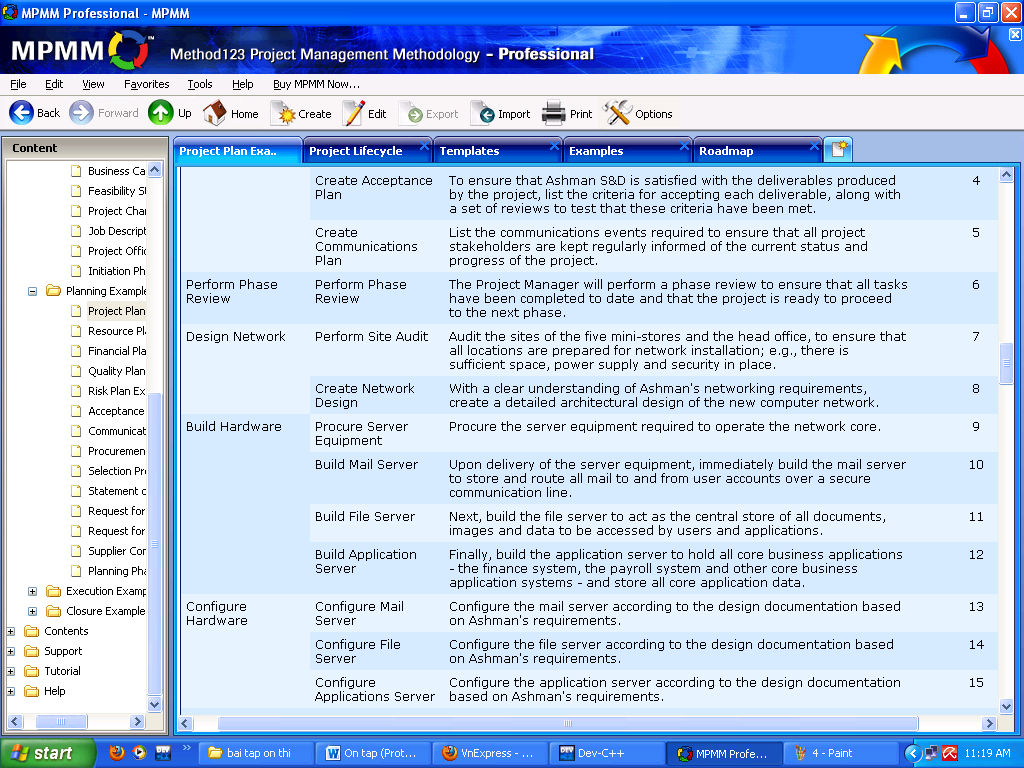 MPMM Professional - MPMM
MPMM™ Method123 Project Management Methodology – Professional
File Edit View Favorites Tools Help Buy MPMM Now...
Back Forward Up Home Create Edit Export Import Print Options
Content
Project Plan Exa.. Project Lifecycle Templates Examples Roadmap
Business Ca
Feasibility St
Project Char
Job Descript
Project Offic
Initiation Ph
Planning Example
Project Plan
Resource Pla
Financial Pla
Quality Plan
Risk Plan Ex
Acceptance
Communicat
Procuremen
Selection Pro
Statement o
Request for
Request for
Supplier Con
Planning Pha
Execution Examp
Closure Example
Contents
Support
Tutorial
Help
Create Acceptance To ensure that Ashman S&D is satisfied with the deliverables produced 4
Plan by the project, list the criteria for accepting each deliverable, along with
a set of reviews to test that these criteria have been met.
Create List the communications events required to ensure that all project 5
Communications stakeholders are kept regularly informed of the current status and
Plan progress of the project.
Perform Phase Perform Phase The Project Manager will perform a phase review to ensure that all tasks 6
Review Review have been completed to date and that the project is ready to proceed
to the next phase.
Design Network Perform Site Audit Audit the sites of the five mini-stores and the head office, to ensure that 7
all locations are prepared for network installation; e.g., there is
sufficient space, power supply and security in place.
Create Network With a clear understanding of Ashman's networking requirements, 8
Design create a detailed architectural design of the new computer network.
Build Hardware Procure Server Procure the server equipment required to operate the network core. 9
Equipment
Build Mail Server Upon delivery of the server equipment, immediately build the mail server 10
to store and route all mail to and from user accounts over a secure
communication line.
Build File Server Next, build the file server to act as the central store of all documents, 11
images and data to be accessed by users and applications.
Build Application Finally, build the application server to hold all core business applications 12
Server - the finance system, the payroll system and other core business
application systems - and store all core application data.
Configure Configure Mail Configure the mail server according to the design documentation based 13
Hardware Server on Ashman's requirements.
Configure File Configure the file server according to the design documentation based 14
Server on Ashman's requirements.
Configure Configure the application server according to the design documentation 15
Applications Server based on Ashman's requirements.
start bai tap on thi On tap (Prot... VnExpress - ... Dev-C++ MPMM Profe... 4 - Paint 11:19 AM